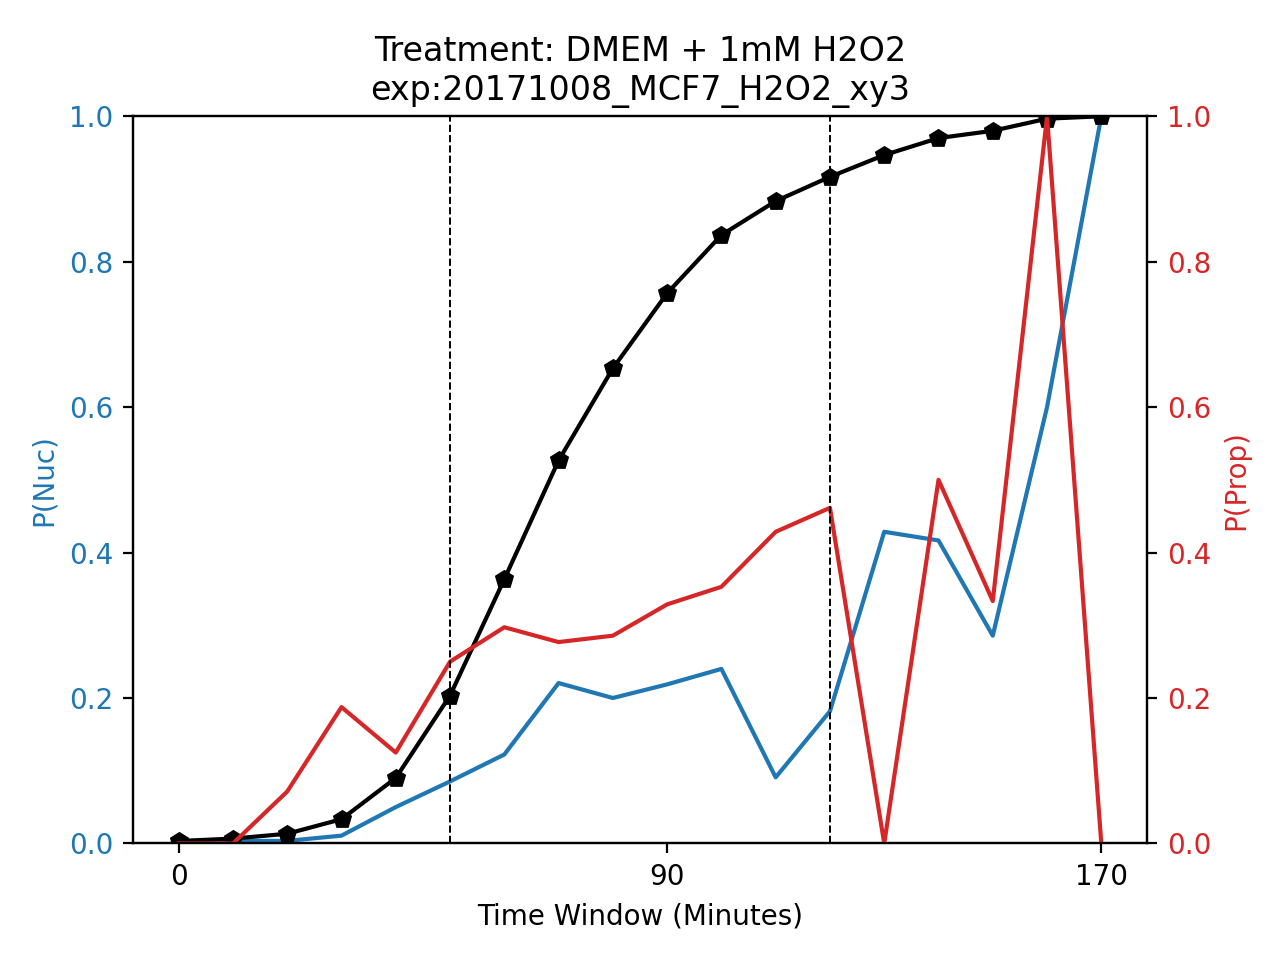 Treatment: DMEM + 1mM H2O2
exp:20171008_MCF7_H2O2_xy3
1.0
0.8
0.6
0.4
0.2
0.0
P(Nuc)
1.0
0.8
0.6
0.4
0.2
0.0
P(Prop)
0 90 170
Time Window (Minutes)